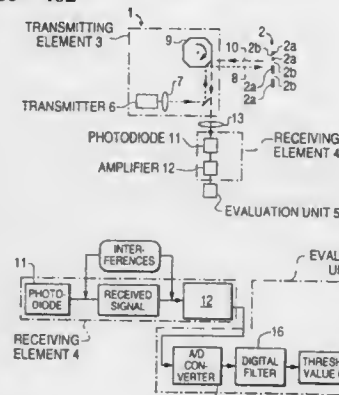 1
2
TRANSMITTING
ELEMENT 3
9
10
2b
2a
2a
2b
8
2b
2a
2a
7
TRANSMITTER 6
13
PHOTODIODE 11
RECEIVING
ELEMENT 4
AMPLIFIER 12
EVALUATION UNIT 5
INTER-
FERENCES
11
PHOTO-
DIODE
RECEIVED
SIGNAL
12
RECEIVING
ELEMENT 4
16
A/D
CON-
VERTER
DIGITAL
FILTER
VALUE